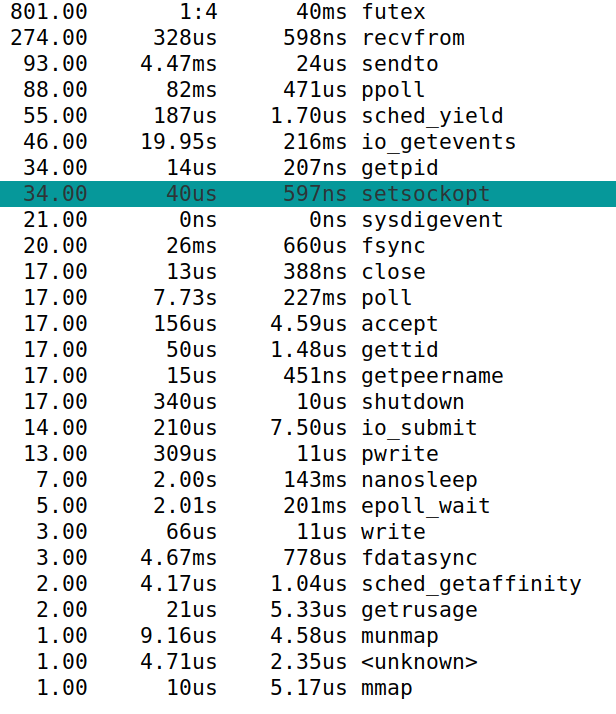 801.00 1:4 40ms futex
274.00 328us 598ns recvfrom
93.00 4.47ms 24us sendto
88.00 82ms 471us ppoll
55.00 187us 1.70us sched_yield
46.00 19.95s 216ms io_getevents
34.00 14us 207ns getpid
34.00 40us 597ns setsockopt
21.00 0ns 0ns sysdigevent
20.00 26ms 660us fsync
17.00 13us 388ns close
17.00 7.73s 227ms poll
17.00 156us 4.59us accept
17.00 50us 1.48us gettid
17.00 15us 451ns getpeername
17.00 340us 10us shutdown
14.00 210us 7.50us io_submit
13.00 309us 11us pwrite
7.00 2.00s 143ms nanosleep
5.00 2.01s 201ms epoll_wait
3.00 66us 11us write
3.00 4.67ms 778us fdatasync
2.00 4.17us 1.04us sched_getaffinity
2.00 21us 5.33us getrusage
1.00 9.16us 4.58us munmap
1.00 4.71us 2.35us <unknown>
1.00 10us 5.17us mmap